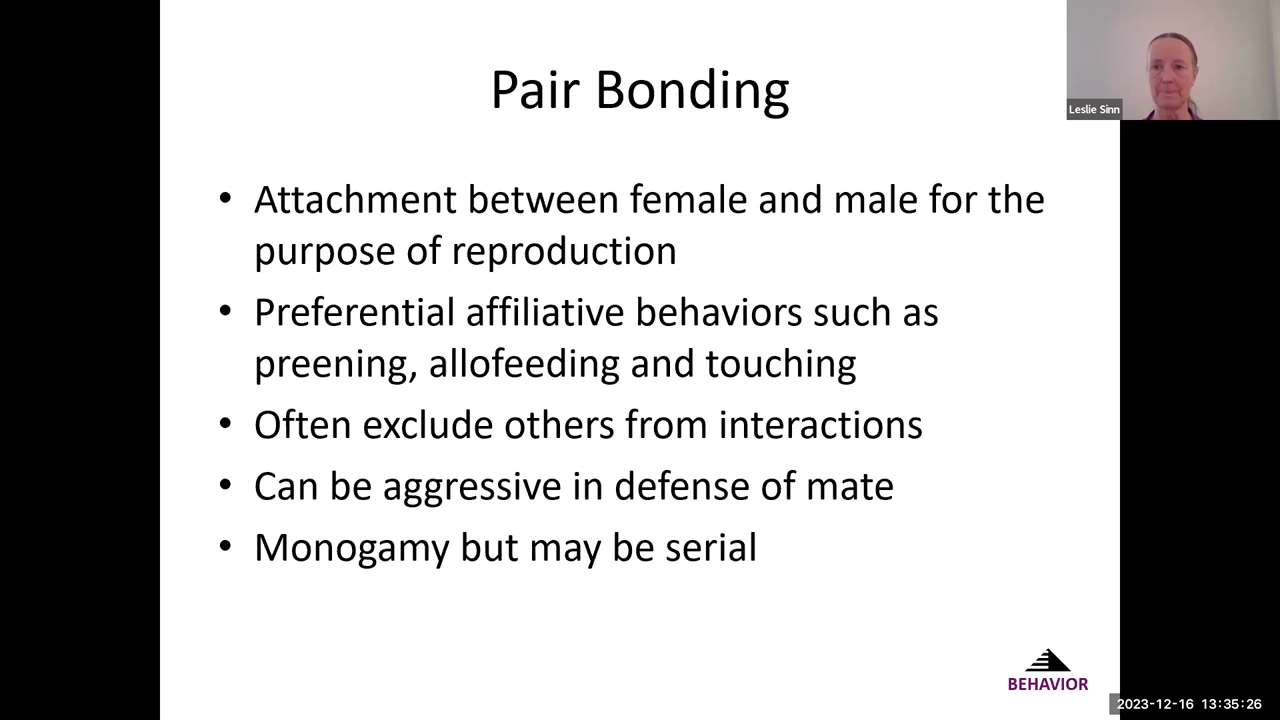 Pair Bonding
Leslie Sinn
• Attachment between female and male for the
purpose of reproduction
• Preferential affiliative behaviors such as
preening, allofeeding and touching
• Often exclude others from interactions
• Can be aggressive in defense of mate
• Monogamy but may be serial
BEHAVIOR
2023-12-16 13:35:26